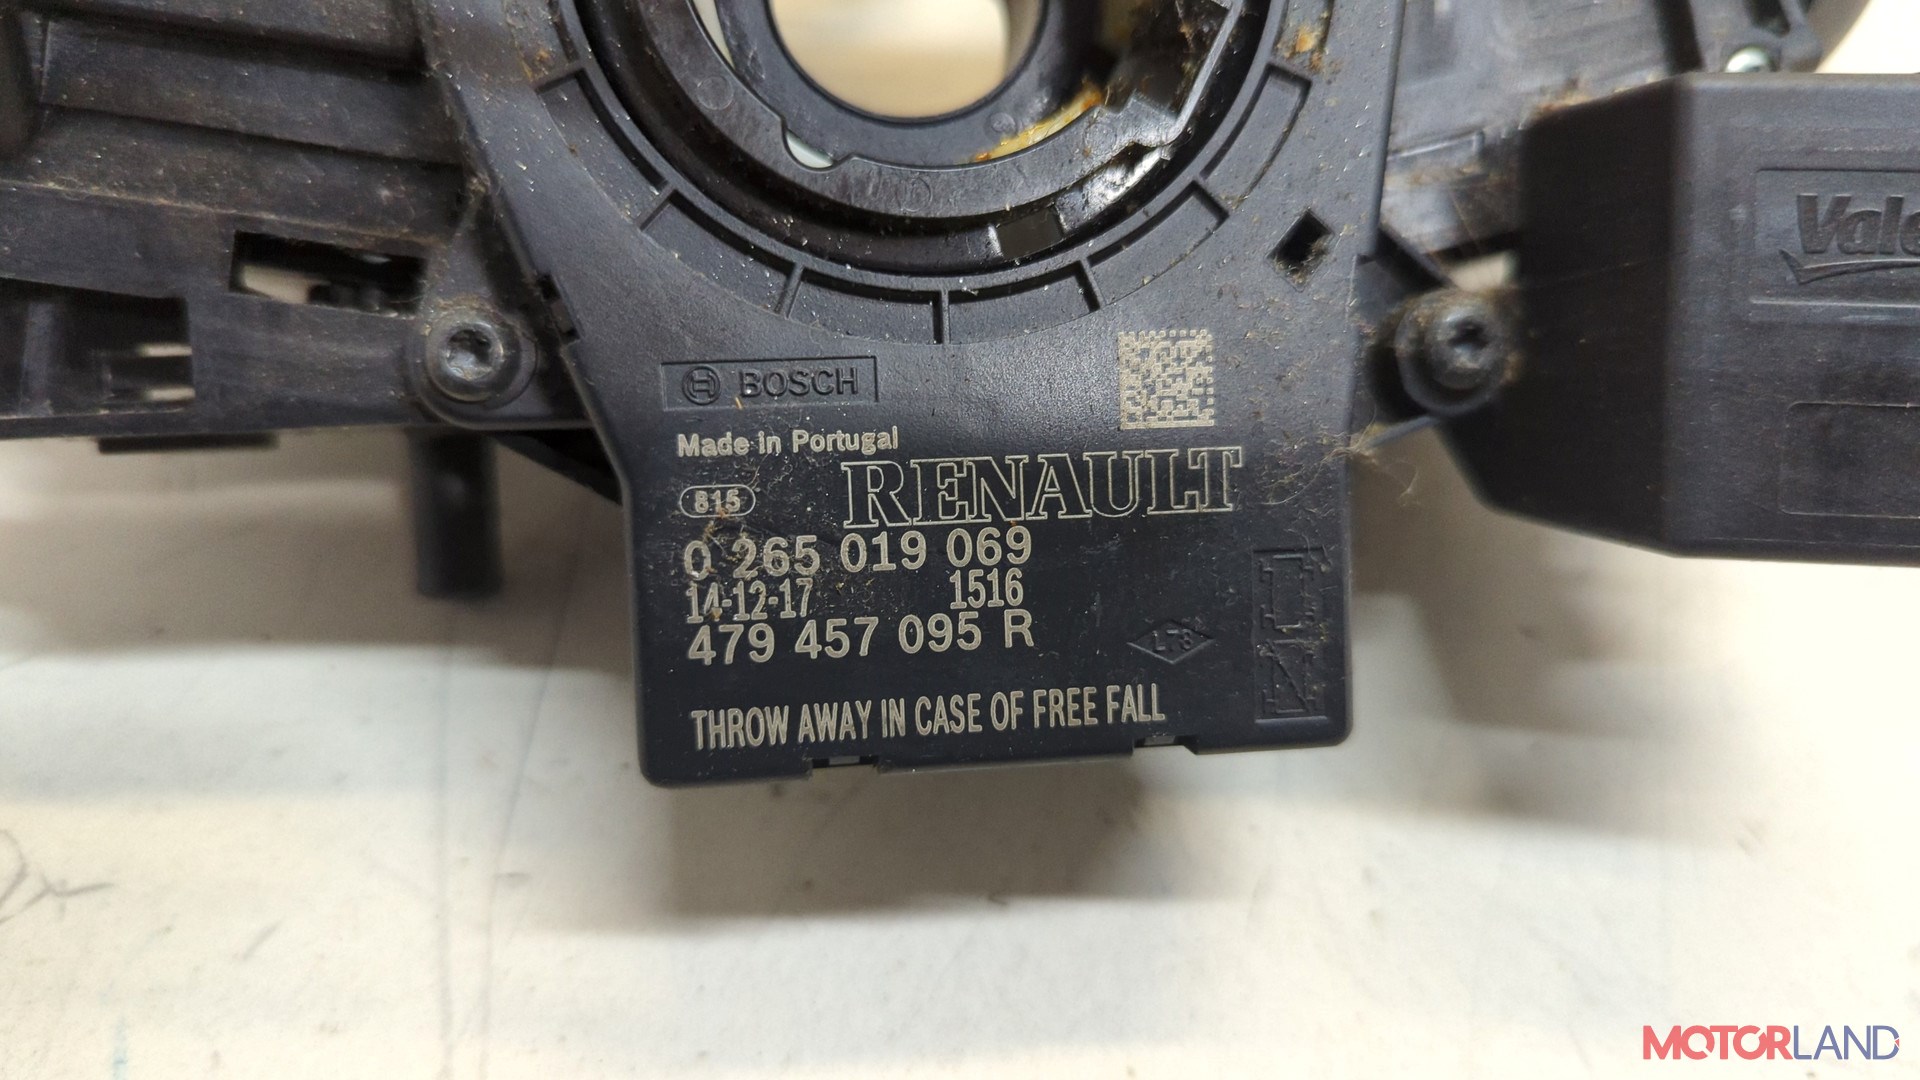 BOSCH
Made in Portugal
815
RENAULT
0 265 019 069
14-12-17 1516
479 457 095 R
L78
THROW AWAY IN CASE OF FREE FALL
Vale
MOTORLAND